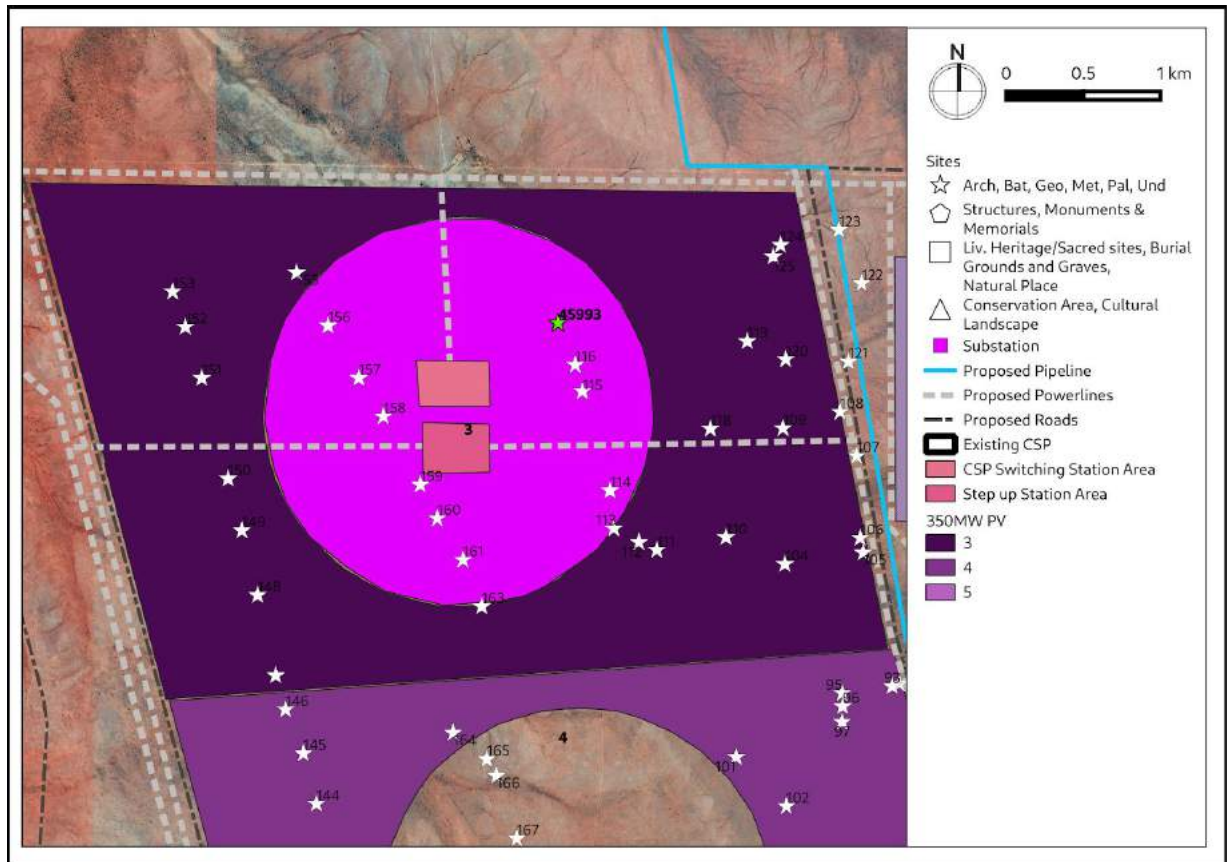 N
0 0.5 1 km
Sites
Arch, Bat, Geo, Met, Pal, Und
Structures, Monuments &
Memorials
Liv. Heritage/Sacred sites, Burial
Grounds and Graves,
Natural Place
Conservation Area, Cultural
Landscape
Substation
Proposed Pipeline
Proposed Powerlines
Proposed Roads
Existing CSP
CSP Switching Station Area
Step up Station Area
350MW PV
3
4
5
123
124
125
122
153
152
156
45993
119
120
121
116
115
151
157
158
108
118
109
3
107
150
159
114
160
149
113
110
106
112
111
105
161
104
148
163
95
93
96
146
97
164
4
145
165
101
166
144
102
167